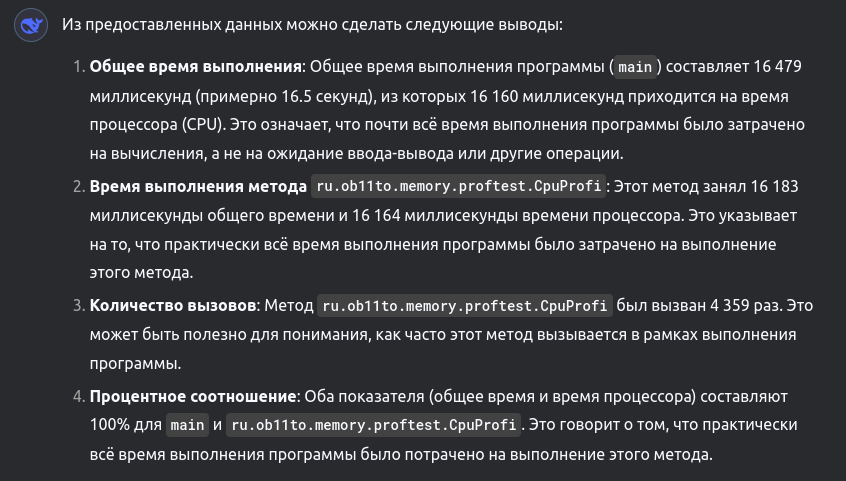 Из предоставленных данных можно сделать следующие выводы:
1. Общее время выполнения: Общее время выполнения программы ( main ) составляет 16 479
миллисекунд (примерно 16.5 секунд), из которых 16 160 миллисекунд приходится на время
процессора (CPU). Это означает, что почти всё время выполнения программы было затрачено
на вычисления, а не на ожидание ввода-вывода или другие операции.
2. Время выполнения метода ru.ob11to.memory.proftest.CpuProfi : Этот метод занял 16 183
миллисекунды общего времени и 16 164 миллисекунды времени процессора. Это указывает
на то, что практически всё время выполнения программы было затрачено на выполнение
этого метода.
3. Количество вызовов: Метод ru.ob11to.memory.proftest.CpuProfi был вызван 4 359 раз. Это
может быть полезно для понимания, как часто этот метод вызывается в рамках выполнения
программы.
4. Процентное соотношение: Оба показателя (общее время и время процессора) составляют
100% для main и ru.ob11to.memory.proftest.CpuProfi . Это говорит о том, что практически
всё время выполнения программы было потрачено на выполнение этого метода.